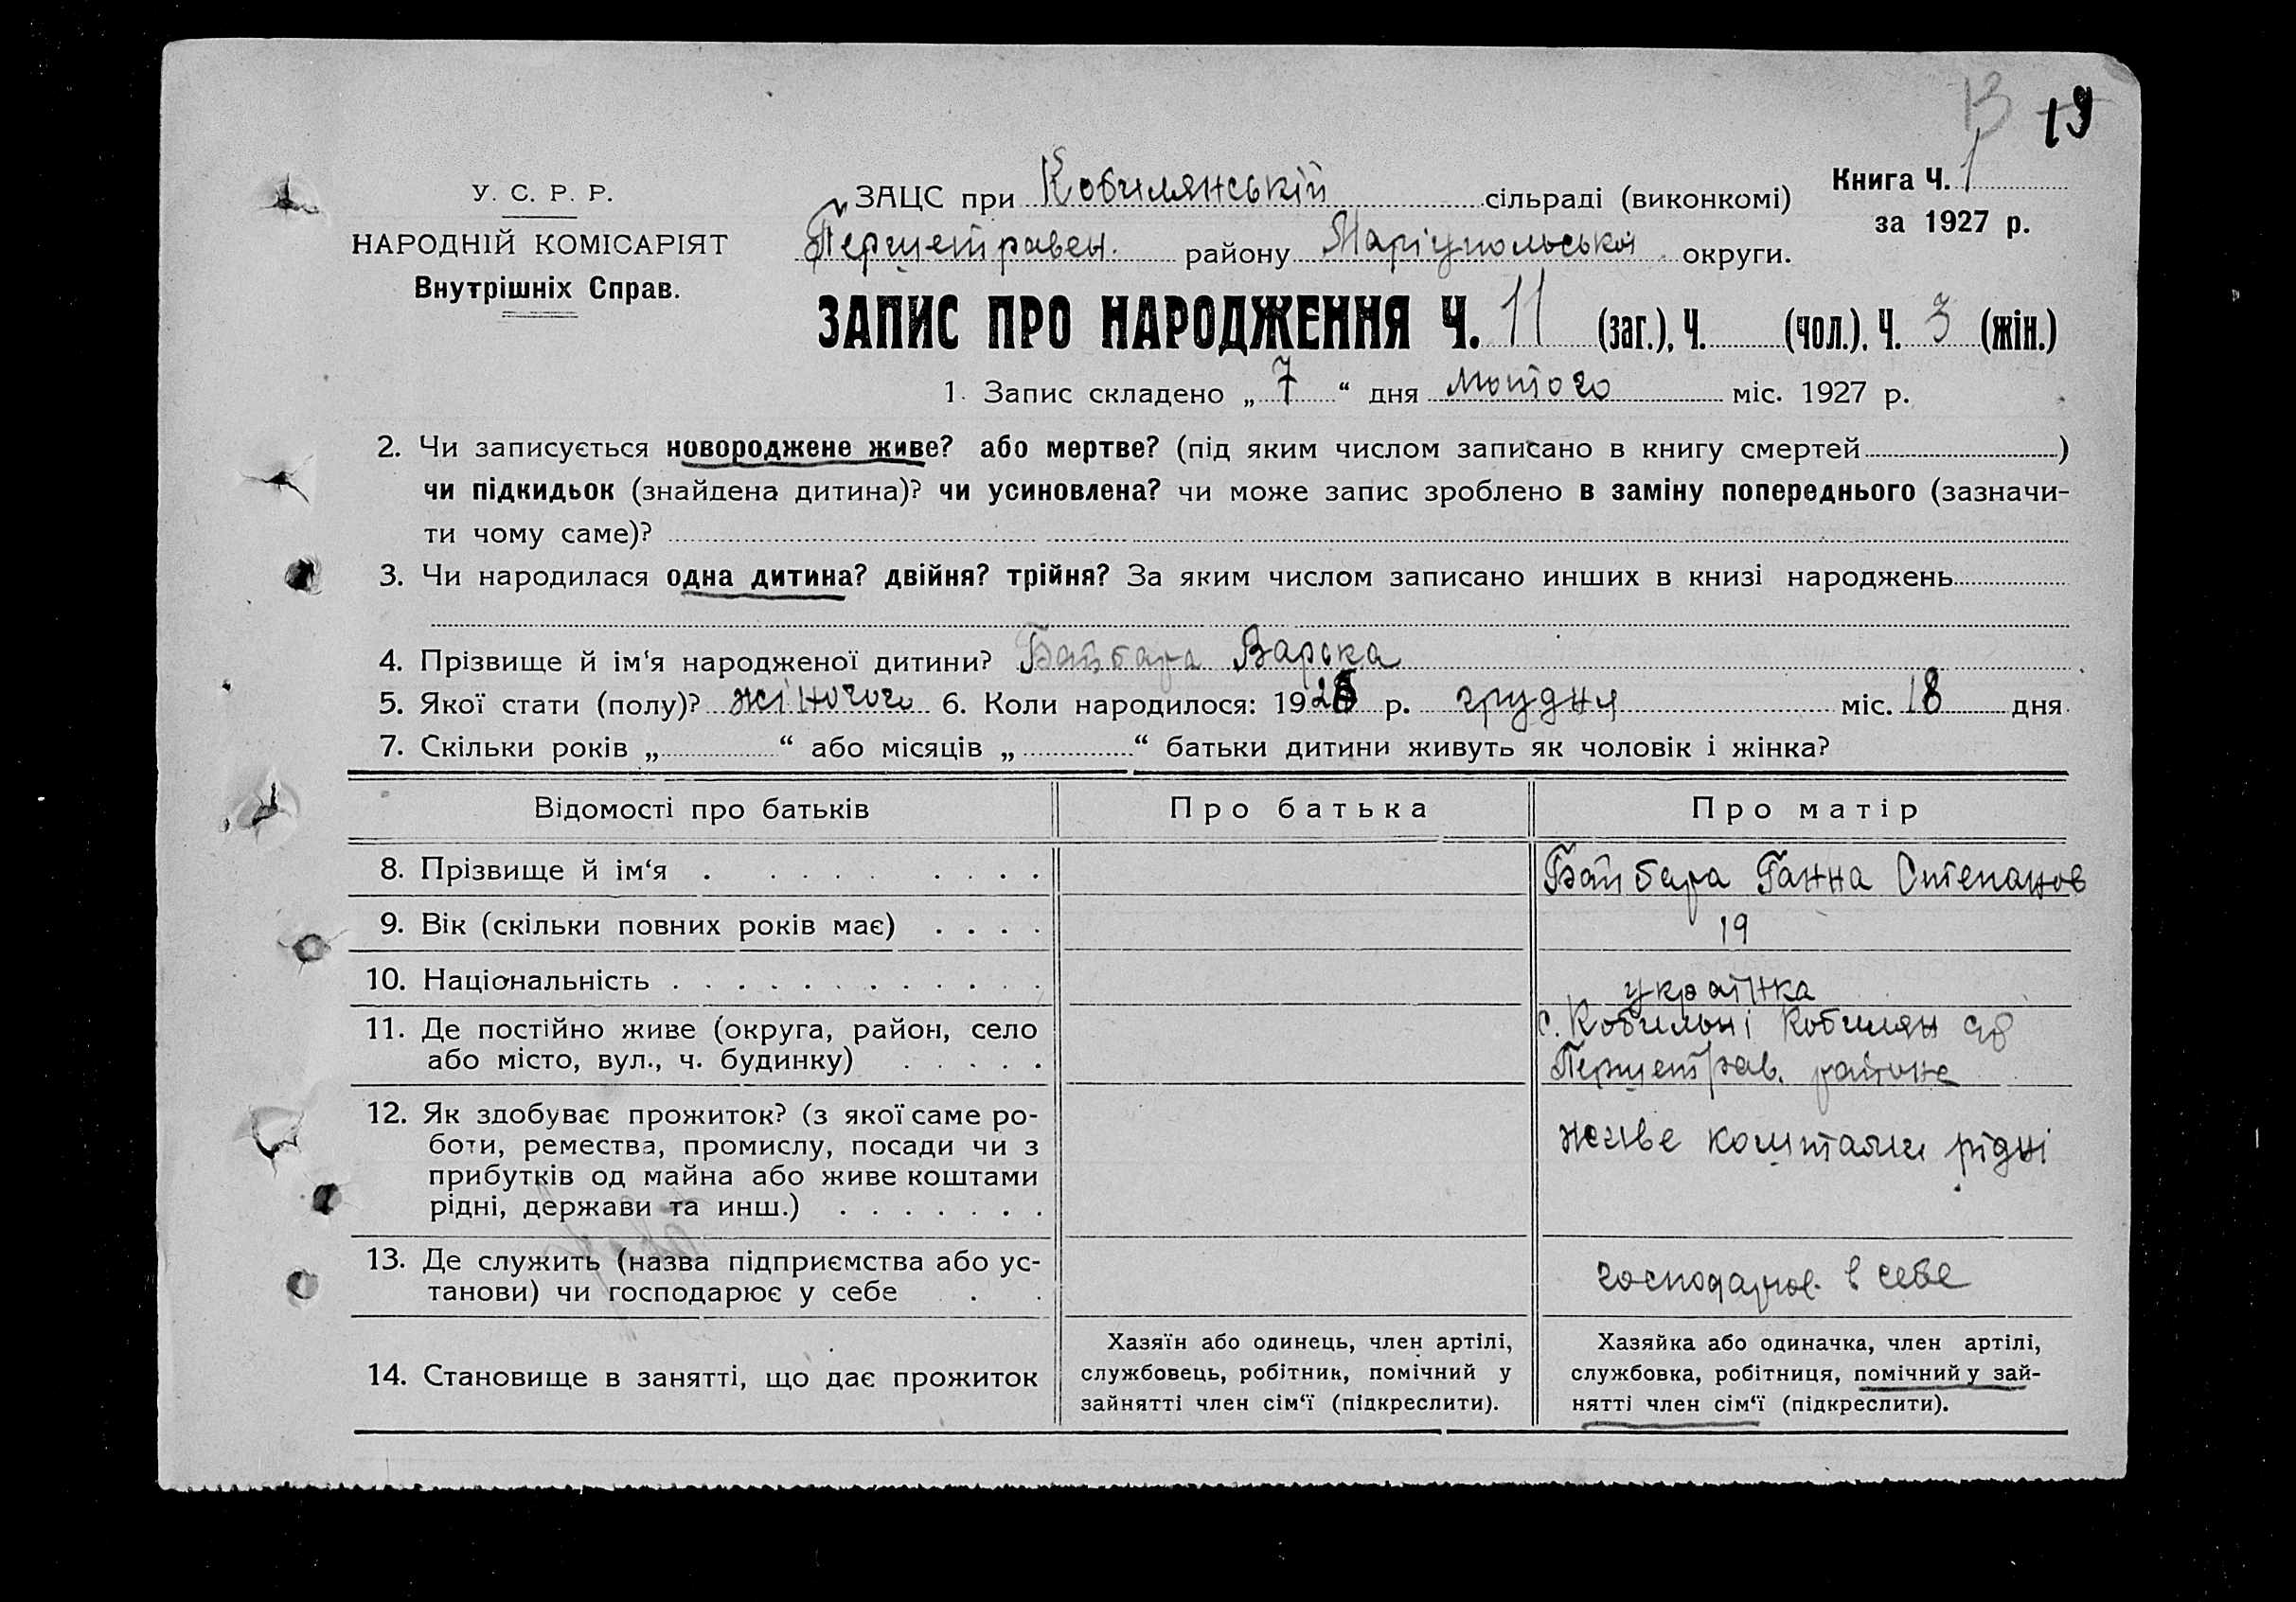 19
У. С. Р. Р.
НАРОДНІЙ КОМІСАРІЯТ
Внутрішніх Справ.
ЗАЦС при Кобилянській сільраді (виконкомі)
Першетравен. району Маріупольської округи.
Книга Ч. 1
за 1927 р.
ЗАПИС ПРО НАРОДЖЕННЯ Ч. 11 (заг.), Ч. (чол.). Ч. 3 (жін.)
1. Запис складено „ 7 “ дня лютого міс. 1927 р.
2. Чи записується новороджене живе? або мертве? (під яким числом записано в книгу смертей )
чи підкидьок (знайдена дитина)? чи усиновлена? чи може запис зроблено в заміну попереднього (зазначи-
ти чому саме)?
3. Чи народилася одна дитина? двійня? трійня? За яким числом записано инших в книзі народжень
4. Прізвище й ім‘я народженої дитини? Байбара Варока
5. Якої стати (полу)? жіночого 6. Коли народилося: 1926 р. грудня міс. 18 дня
7. Скільки років „ “ або місяців „ “ батьки дитини живуть як чоловік і жінка?
Відомості про батьків Про батька Про матір
8. Прізвище й ім‘я . . . . . . . . . Байбара Ганна Степанов
9. Вік (скільки повних років має) . . . . 19
10. Національність . . . . . . . . . . . українка
11. Де постійно живе (округа, район, село
або місто, вул., ч. будинку) . . . . .
с. Кобильні Кобилян
Першетрав. района
12. Як здобуває прожиток? (з якої саме ро-
боти, ремества, промислу, посади чи з
прибутків од майна або живе коштами
рідні, держави та инш.) . . . . . . .
живе коштами рідні
13. Де служить (назва підприємства або ус-
танови) чи господарює у себе . .
господарює в себе
14. Становище в занятті, що дає прожиток
Хазяїн або одинець, член артілі,
службовець, робітник, помічний у
зайнятті член сім‘ї (підкреслити).
Хазяйка або одиначка, член артілі,
службовка, робітниця, помічний у зай-
нятті член сім‘ї (підкреслити).